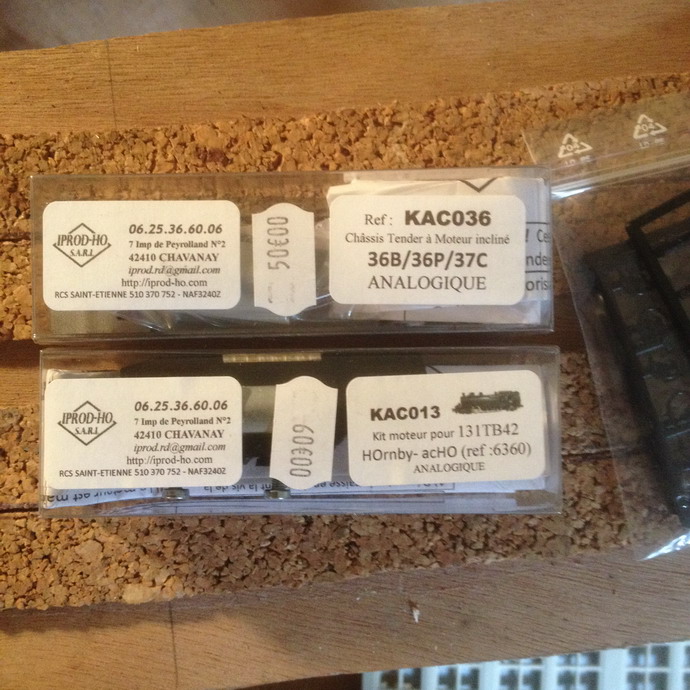 IPROD-HO
S.A.R.L
06.25.36.60.06
7 Imp de Peyrolland N°2
42410 CHAVANAY
iprod.rd@gmail.com
http://iprod-ho.com
RCS SAINT-ETIENNE 510 370 752 - NAF32402
50€00
Ref : KAC036
Châssis Tender à Moteur incliné
36B/36P/37C
ANALOGIQUE
IPROD-HO
S.A.R.L
06.25.36.60.06
7 Imp de Peyrolland N°2
42410 CHAVANAY
iprod.rd@gmail.com
http://iprod-ho.com
RCS SAINT-ETIENNE 510 370 752 - NAF32402
60€00
KAC013
Kit moteur pour 131TB42
HOrnby- acHO (ref :6360)
ANALOGIQUE